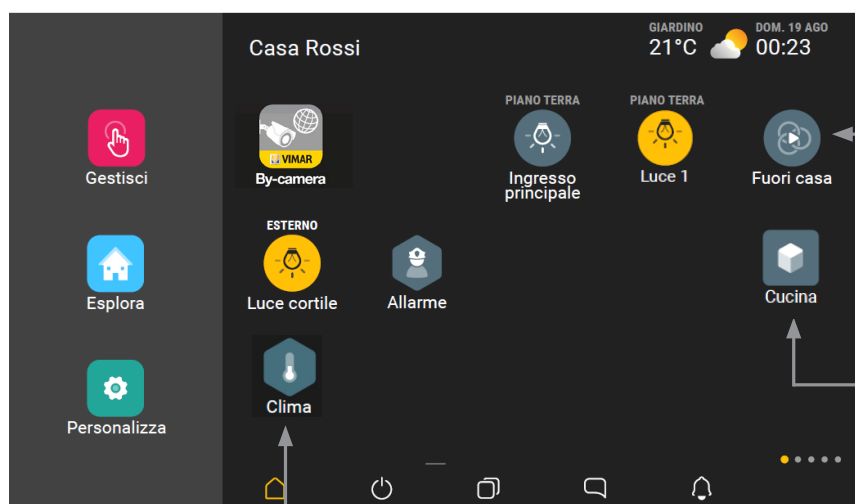 Casa Rossi
GIARDINO
21°C
DOM. 19 AGO
00:23
Gestisci
VIMAR
By-camera
PIANO TERRA
Ingresso
principale
PIANO TERRA
Luce 1
Fuori casa
Esplora
ESTERNO
Luce cortile
Allarme
Cucina
Personalizza
Clima